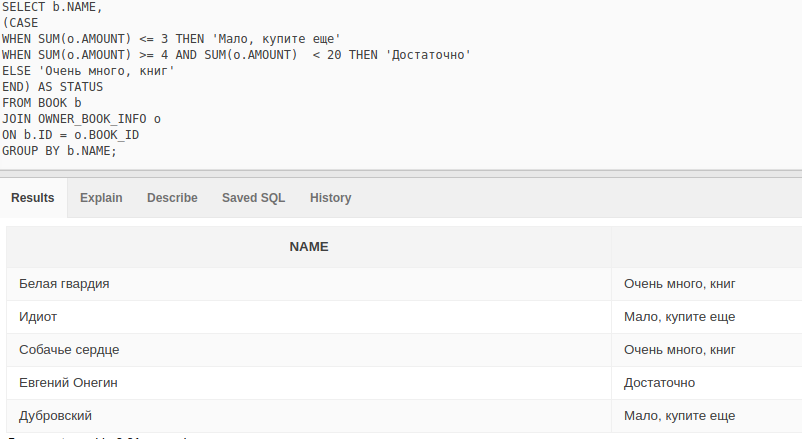 SELECT b.NAME,
(CASE
WHEN SUM(o.AMOUNT) <= 3 THEN 'Мало, купите еще'
WHEN SUM(o.AMOUNT) >= 4 AND SUM(o.AMOUNT)  < 20 THEN 'Достаточно'
ELSE 'Очень много, книг'
END) AS STATUS
FROM BOOK b
JOIN OWNER_BOOK_INFO o
ON b.ID = o.BOOK_ID
GROUP BY b.NAME;
Results Explain Describe Saved SQL History
NAME
Белая гвардия Очень много, книг
Идиот Мало, купите еще
Собачье сердце Очень много, книг
Евгений Онегин Достаточно
Дубровский Мало, купите еще